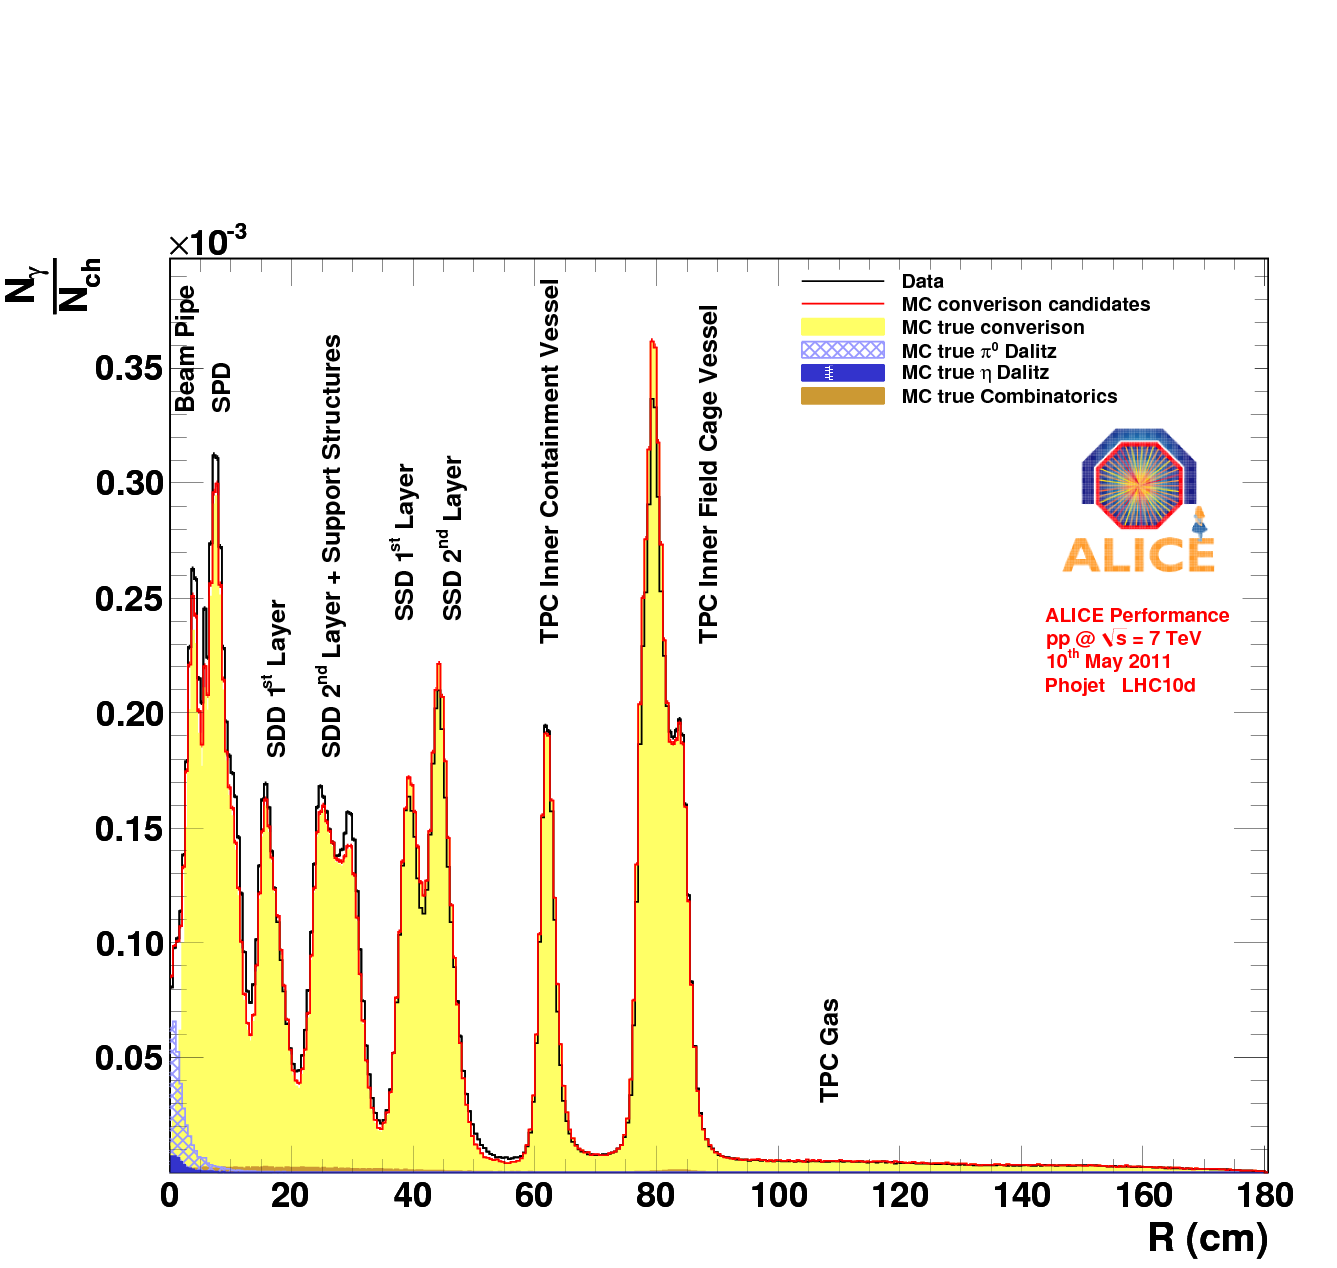 ×10⁻³
Nγ
Nch
Beam Pipe
SPD
SDD 1st Layer
SDD 2nd Layer + Support Structures
SSD 1st Layer
SSD 2nd Layer
TPC Inner Containment Vessel
TPC Inner Field Cage Vessel
TPC Gas
Data
MC converison candidates
MC true converison
MC true π⁰ Dalitz
MC true η Dalitz
MC true Combinatorics
ALICE
ALICE Performance
pp @ √s = 7 TeV
10th May 2011
Phojet LHC10d
0.35
0.30
0.25
0.20
0.15
0.10
0.05
0 20 40 60 80 100 120 140 160 180
R (cm)